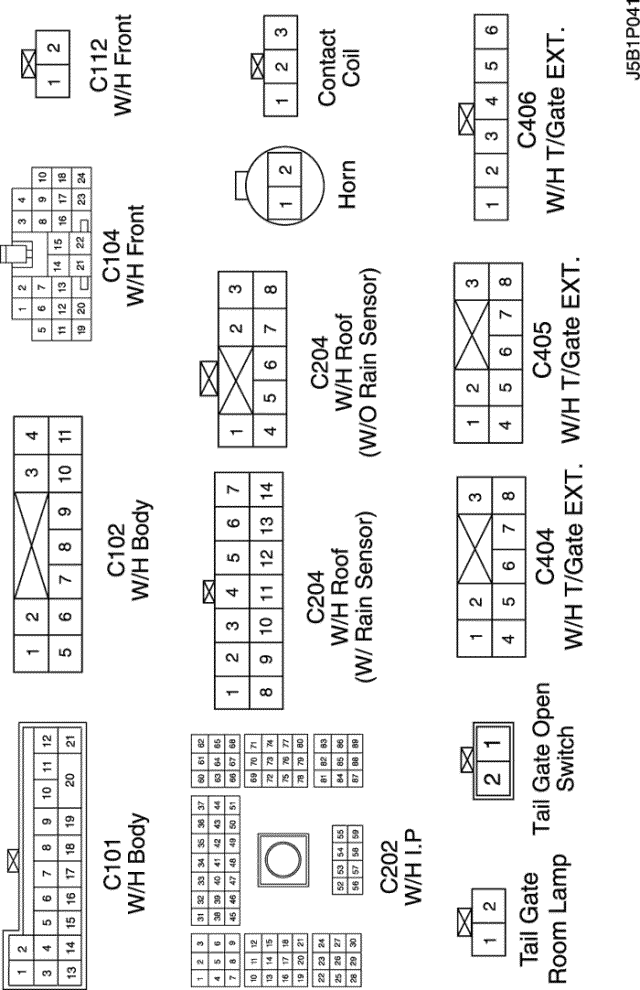 1 2
3 4 5 6 7 8 9 10 11 12
13 14 15 16 17 18 19 20 21
C101
W/H Body
1 2 3 4
5 6 7 8 9 10 11
C102
W/H Body
1 2 3 4
5 6 7 8 9 10
11 12 13 14 15 16 17 18
19 20 21 22 23 24
C104
W/H Front
1 2
C112
W/H Front
1 2 3
4 5 6
7 8 9
10 11 12
13 14 15
16 17 18
19 20 21
22 23 24
25 26 27
28 29 30
31 32 33 34 35 36 37
38 39 40 41 42 43 44
45 46 47 48 49 50 51
52 53 54 55
56 57 58 59
60 61 62
63 64 65
66 67 68
69 70 71
72 73 74
75 76 77
78 79 80
81 82 83
84 85 86
87 88 89
C202
W/H I.P
1 2 3 4 5 6 7
8 9 10 11 12 13 14
C204
W/H Roof
(W/ Rain Sensor)
1 2 3
4 5 6 7 8
C204
W/H Roof
(W/O Rain Sensor)
1 2
Horn
1 2 3
Contact
Coil
1 2
Tail Gate
Room Lamp
2 1
Tail Gate Open
Switch
1 2 3
4 5 6 7 8
C404
W/H T/Gate EXT.
1 2 3
4 5 6 7 8
C405
W/H T/Gate EXT.
1 2 3 4 5 6
C406
W/H T/Gate EXT.
J5B1P041